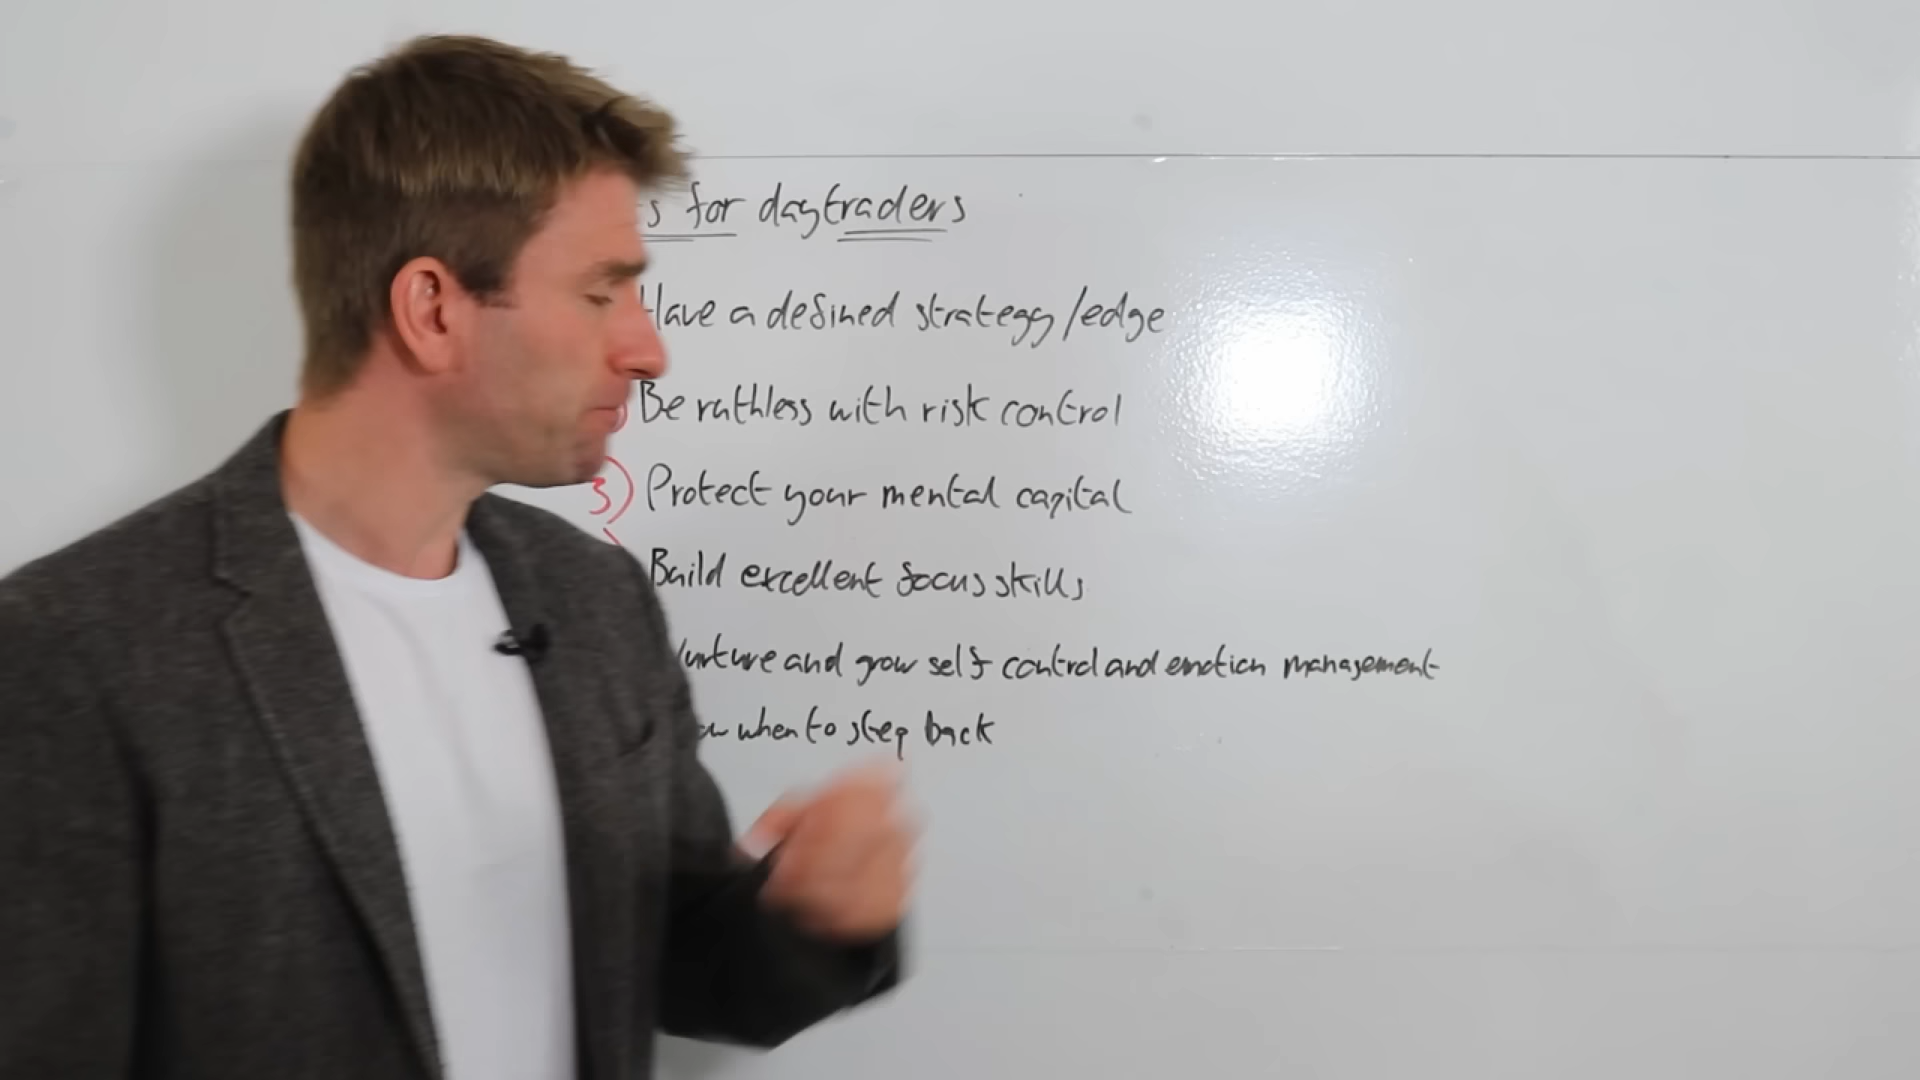 s for daytraders
Have a defined strategy/edge
Be ruthless with risk control
3) Protect your mental capital
Build excellent focus skills
Nurture and grow self control and emotion management
when to step back